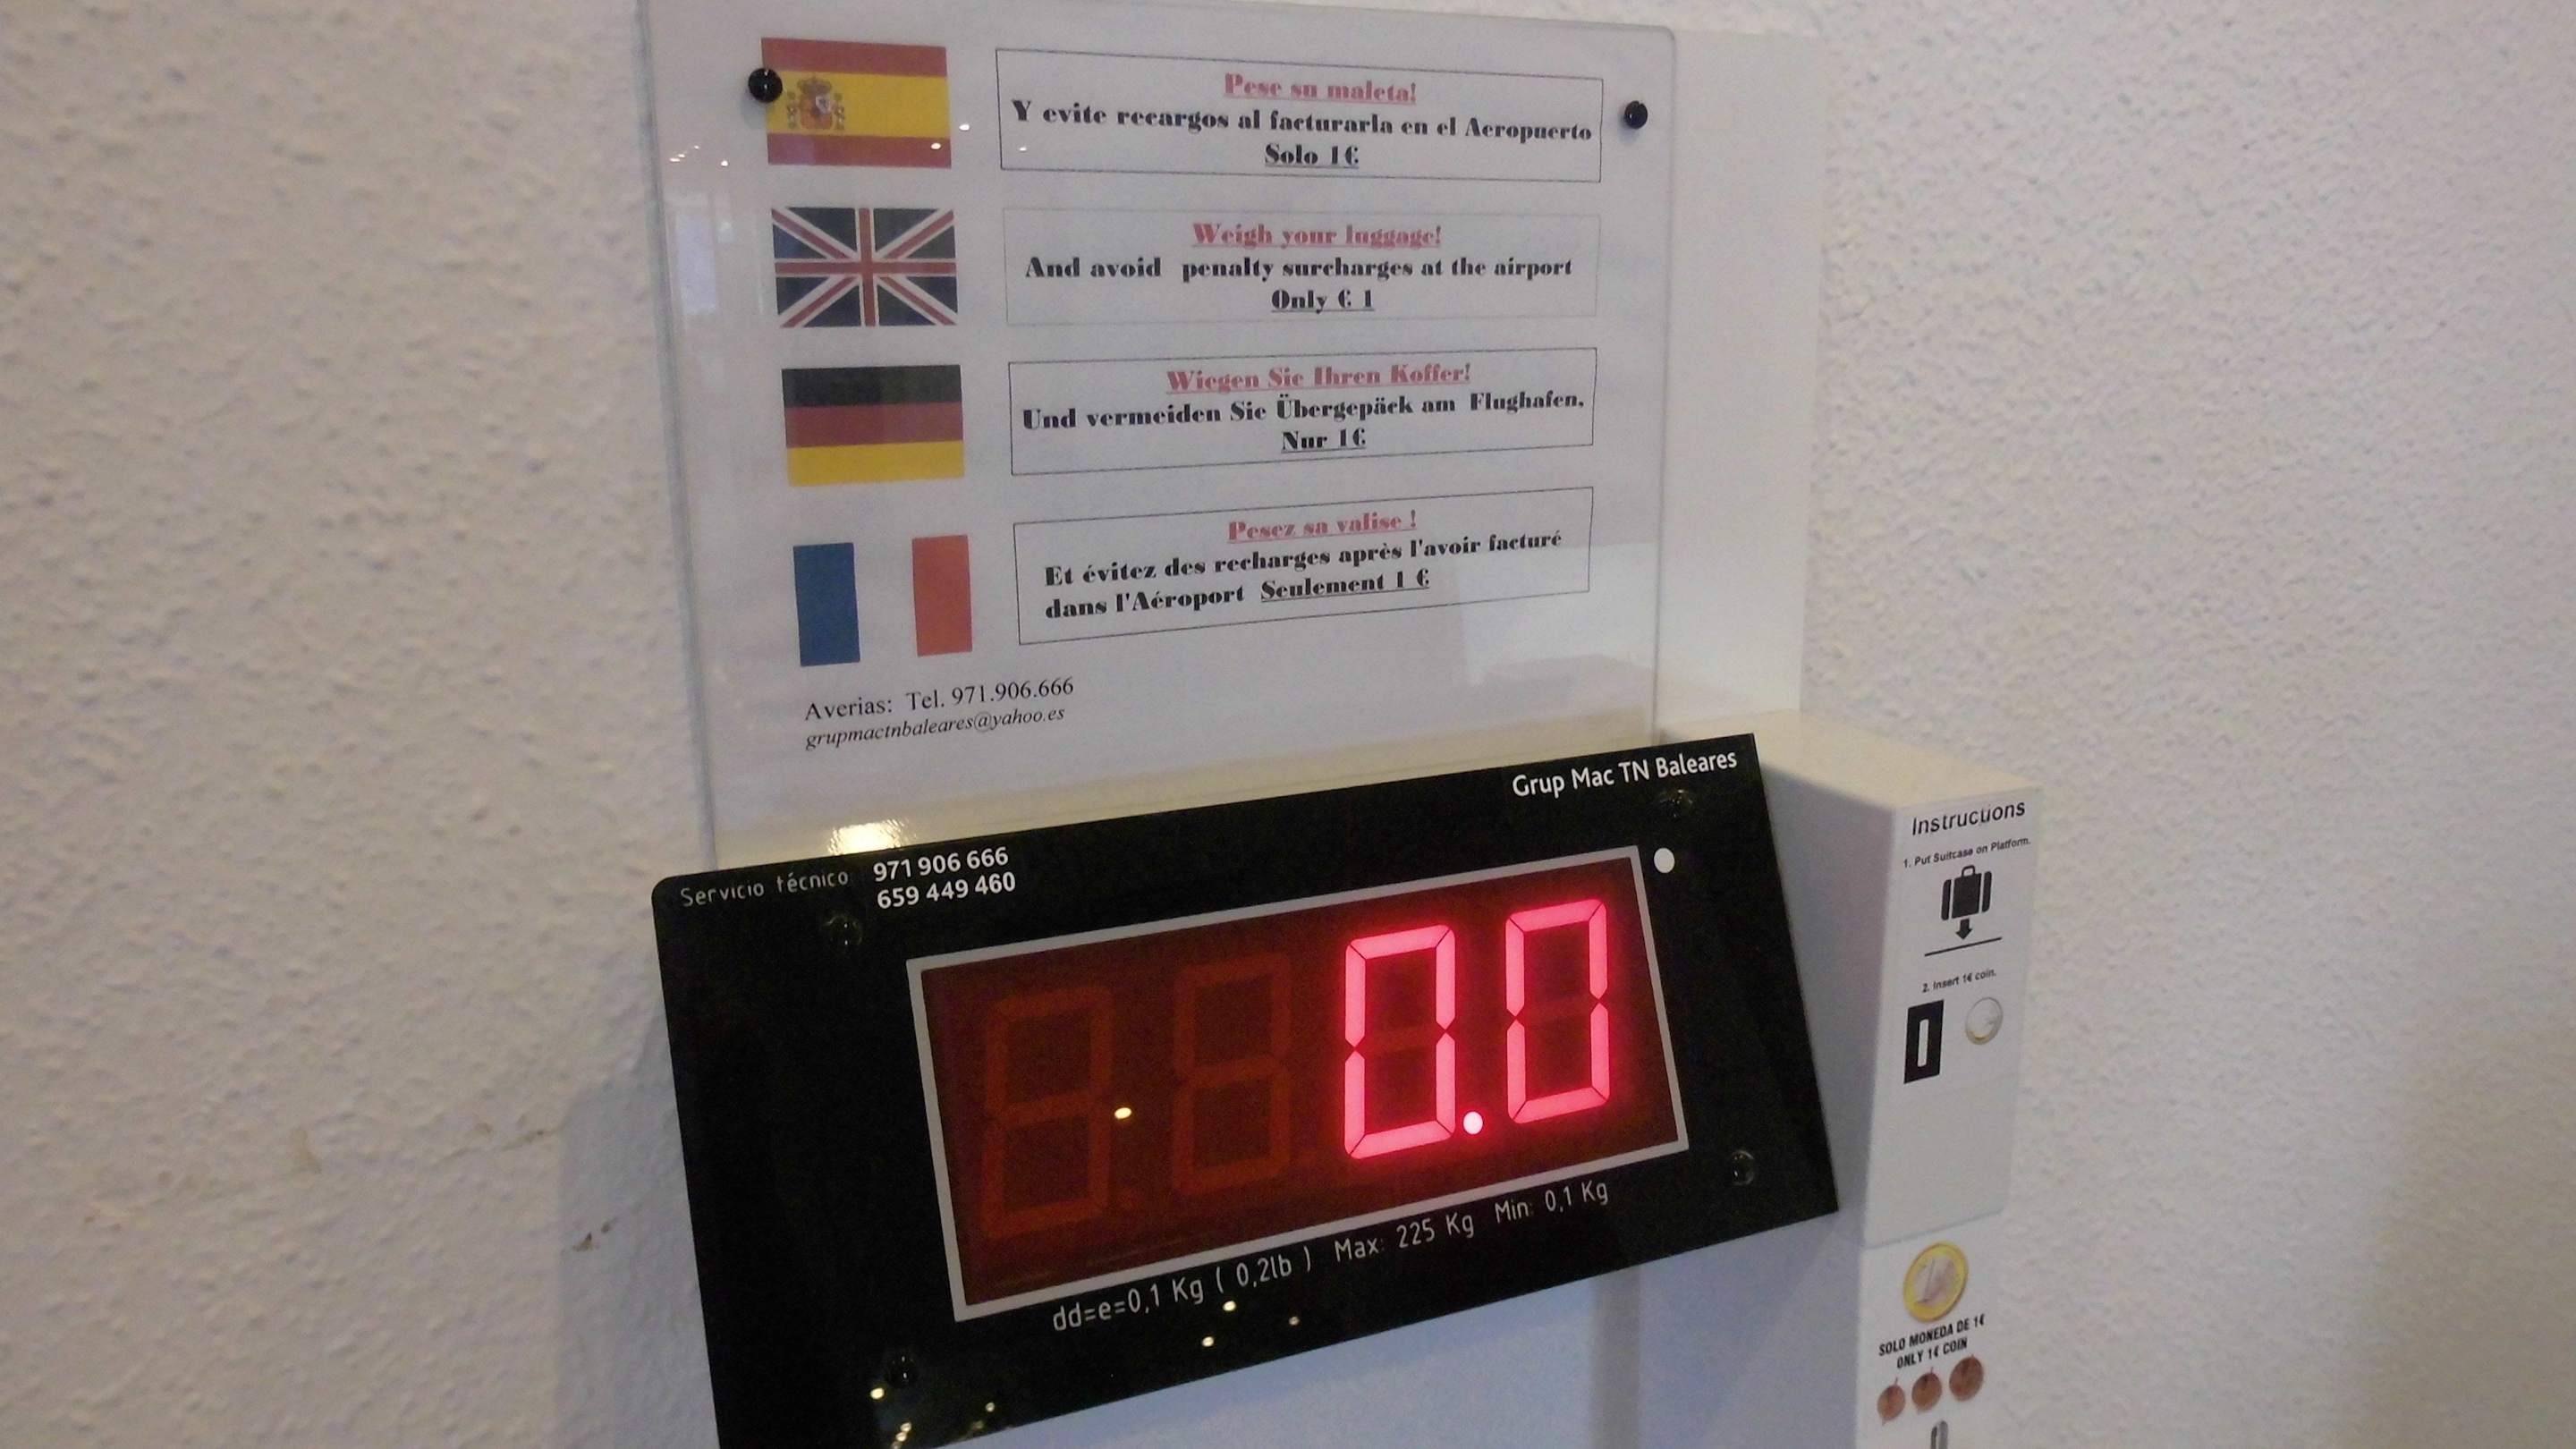 Pese su maleta!
Y evite recargos al facturarla en el Aeropuerto
Solo 1€
Weigh your luggage!
And avoid penalty surcharges at the airport
Only € 1
Wiegen Sie Ihren Koffer!
Und vermeiden Sie Übergepäck am Flughafen,
Nur 1€
Pesez sa valise !
Et évitez des recharges après l'avoir facturé
dans l'Aéroport Seulement 1 €
Averias: Tel. 971.906.666
grupmactnbaleares@yahoo.es
Grup Mac TN Baleares
Servicio técnico 971 906 666
659 449 460
0.0
dd=e=0,1 Kg ( 0,2lb ) Max: 225 Kg Min: 0,1 Kg
Instructions
1. Put Suitcase on Platform.
2. Insert 1€ coin.
SOLO MONEDA DE 1€
ONLY 1€ COIN